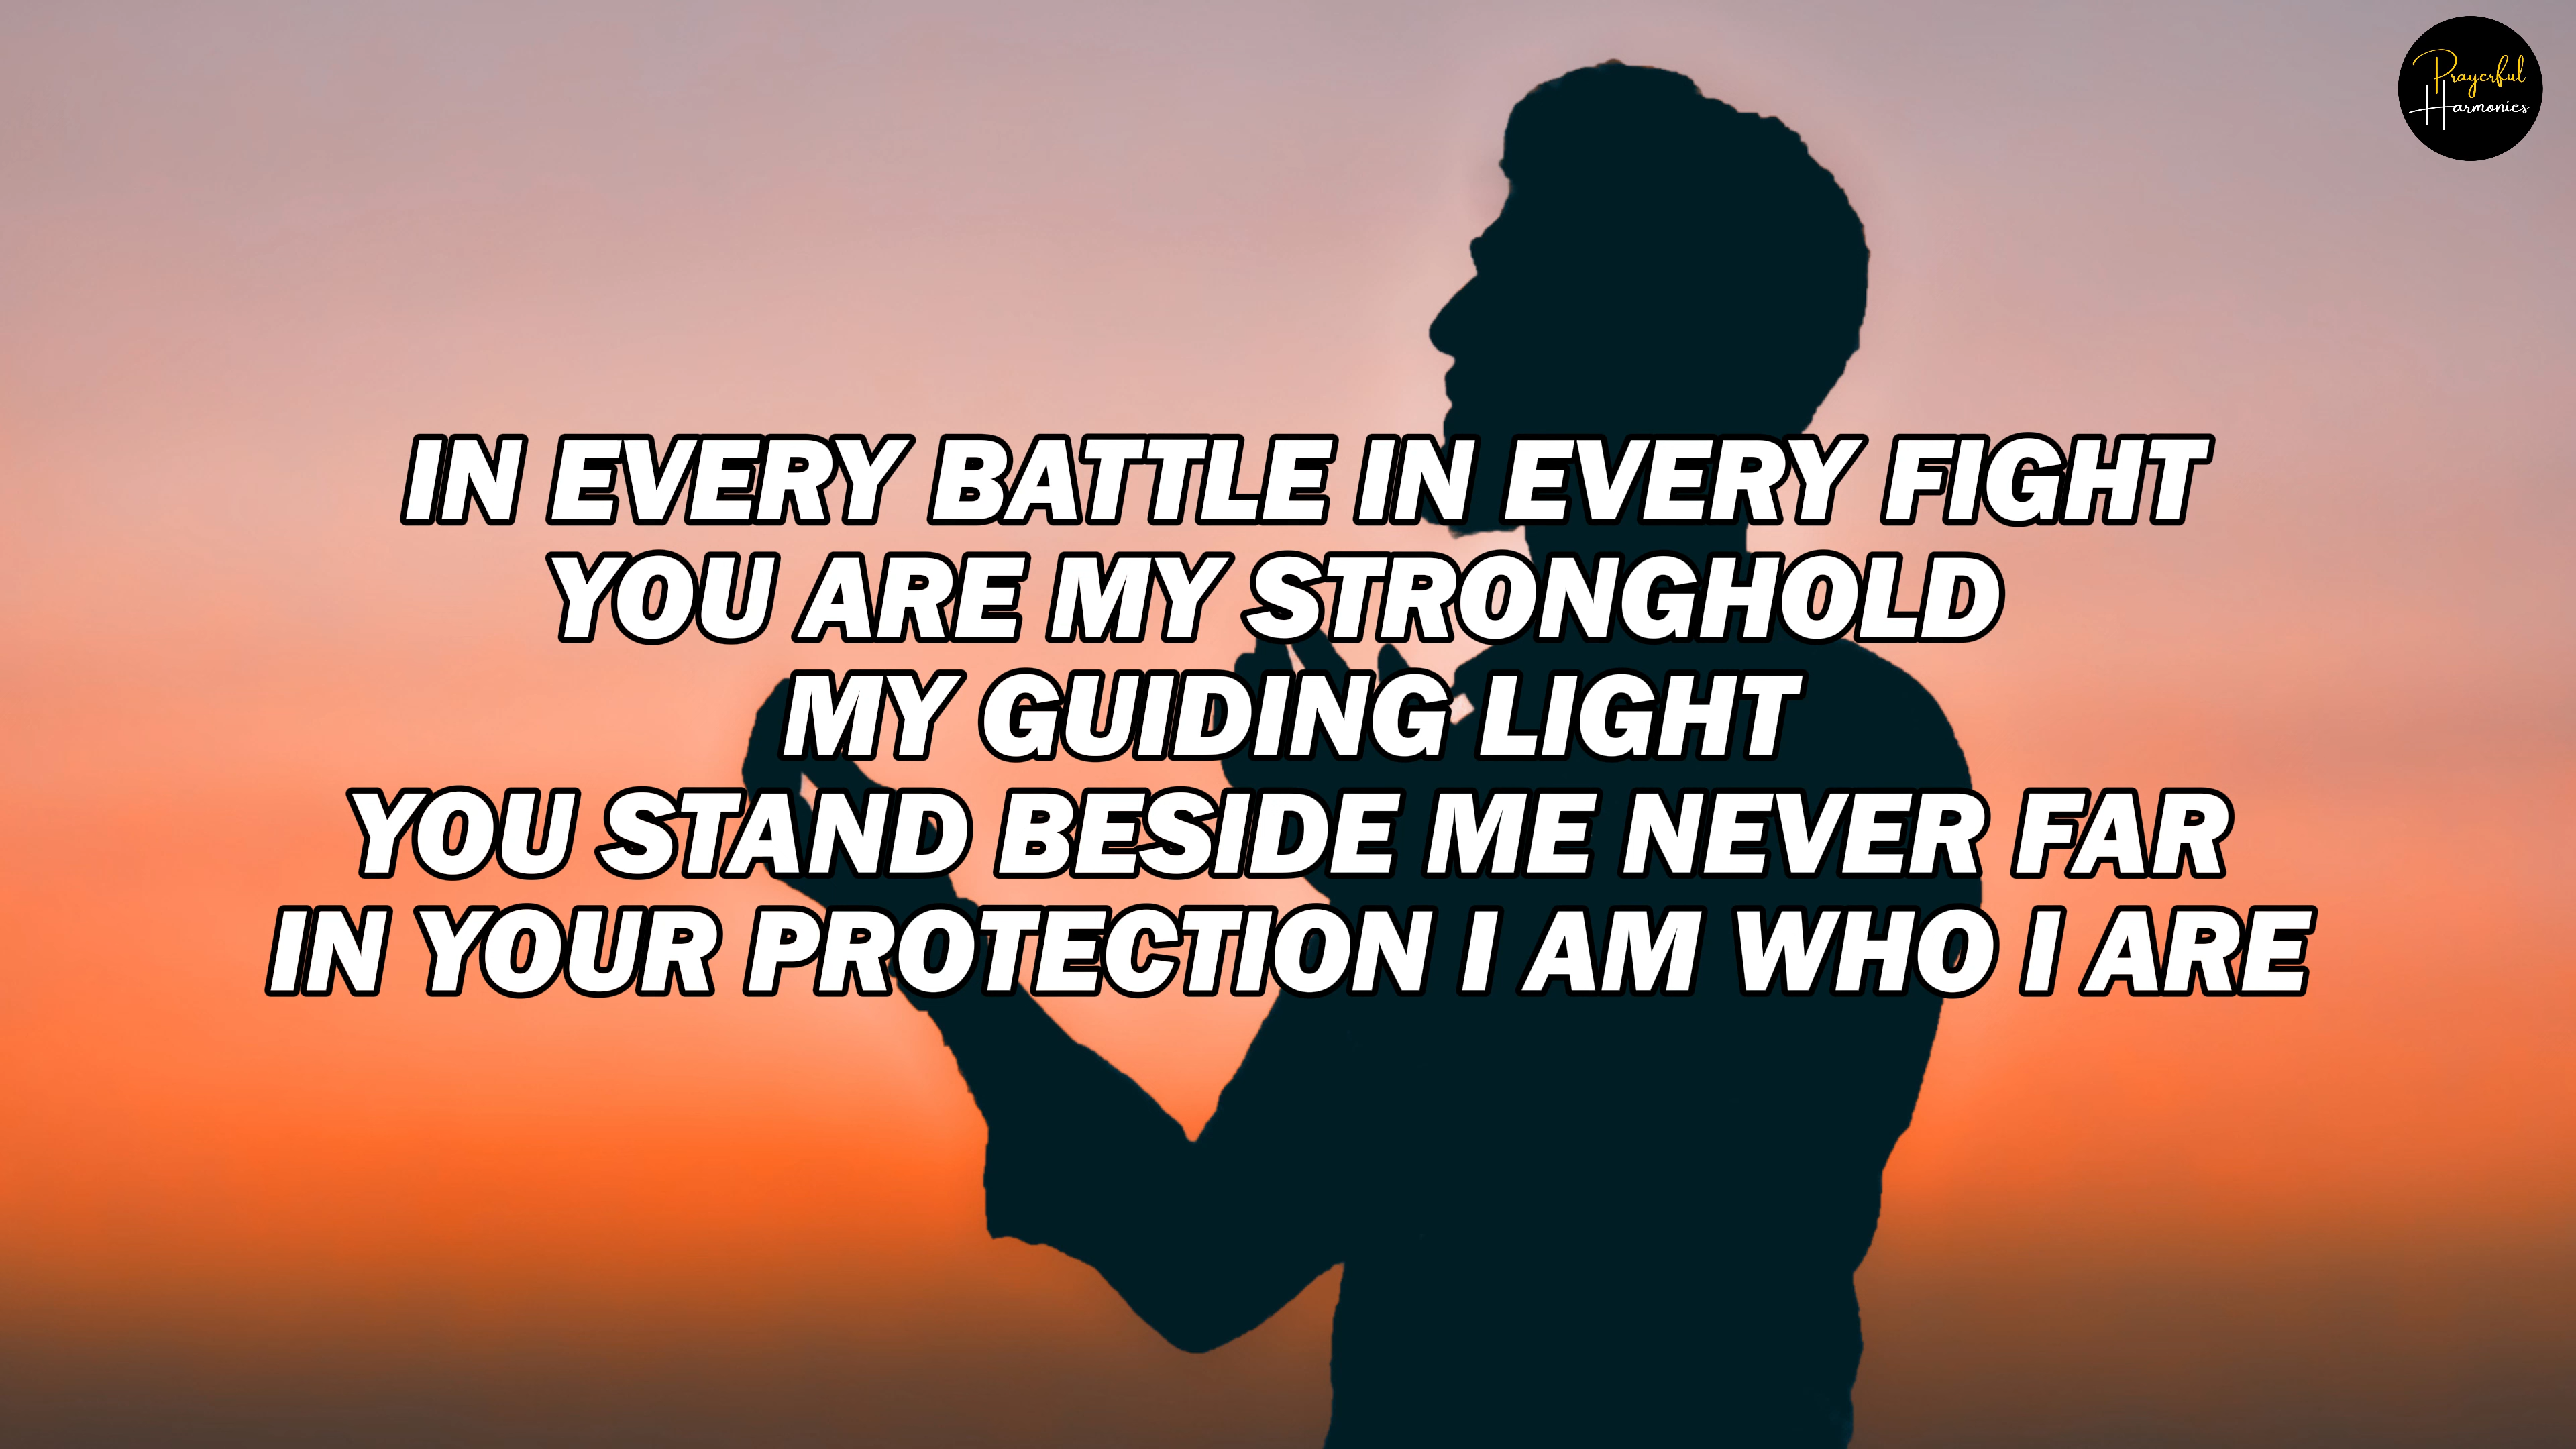 Prayerful
Harmonies
IN EVERY BATTLE IN EVERY FIGHT
YOU ARE MY STRONGHOLD
MY GUIDING LIGHT
YOU STAND BESIDE ME NEVER FAR
IN YOUR PROTECTION I AM WHO I ARE